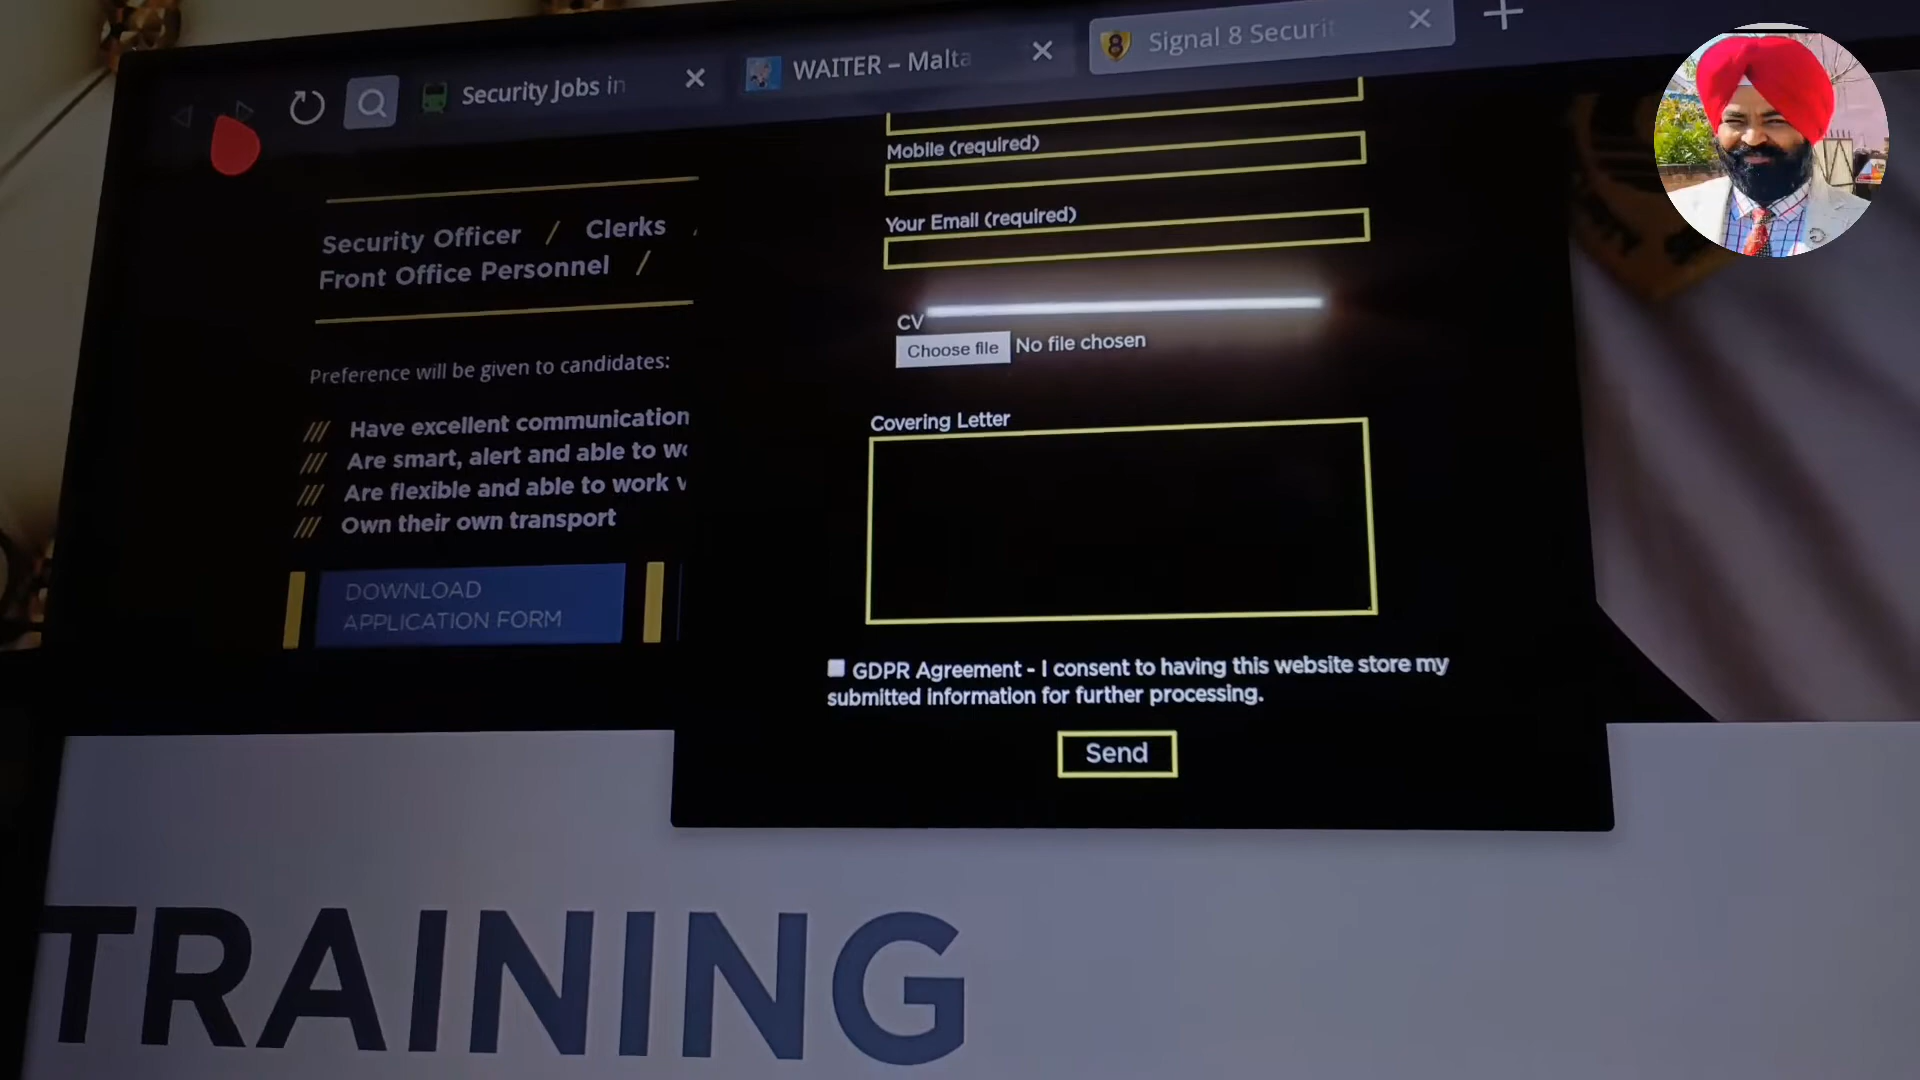 Security Jobs in
WAITER – Malta
8 Signal 8 Securit
Security Officer / Clerks /
Front Office Personnel /
Preference will be given to candidates:
/// Have excellent communication
/// Are smart, alert and able to wo
/// Are flexible and able to work v
/// Own their own transport
DOWNLOAD
APPLICATION FORM
Mobile (required)
Your Email (required)
CV
Choose file No file chosen
Covering Letter
GDPR Agreement - I consent to having this website store my
submitted information for further processing.
Send
TRAINING